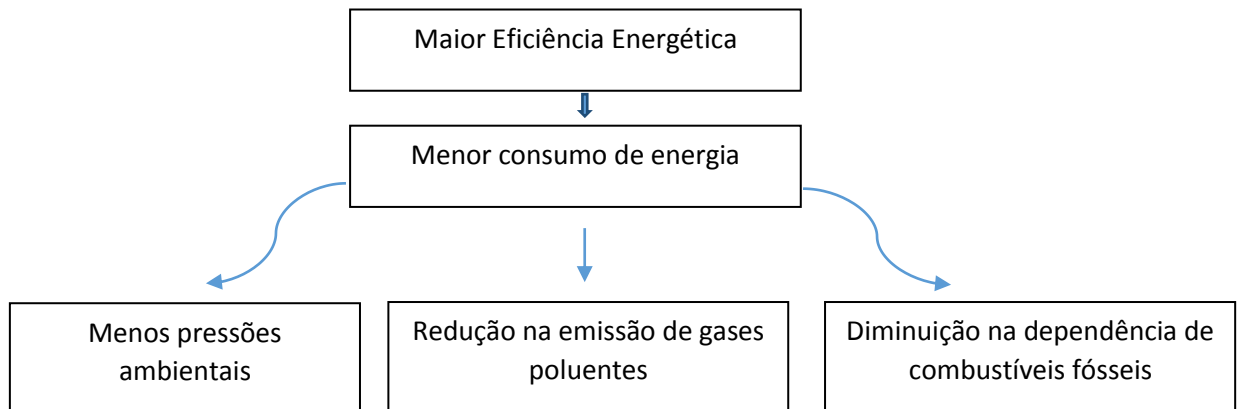 Maior Eficiência Energética
Menor consumo de energia
Menos pressões
ambientais
Redução na emissão de gases
poluentes
Diminuição na dependência de
combustíveis fósseis